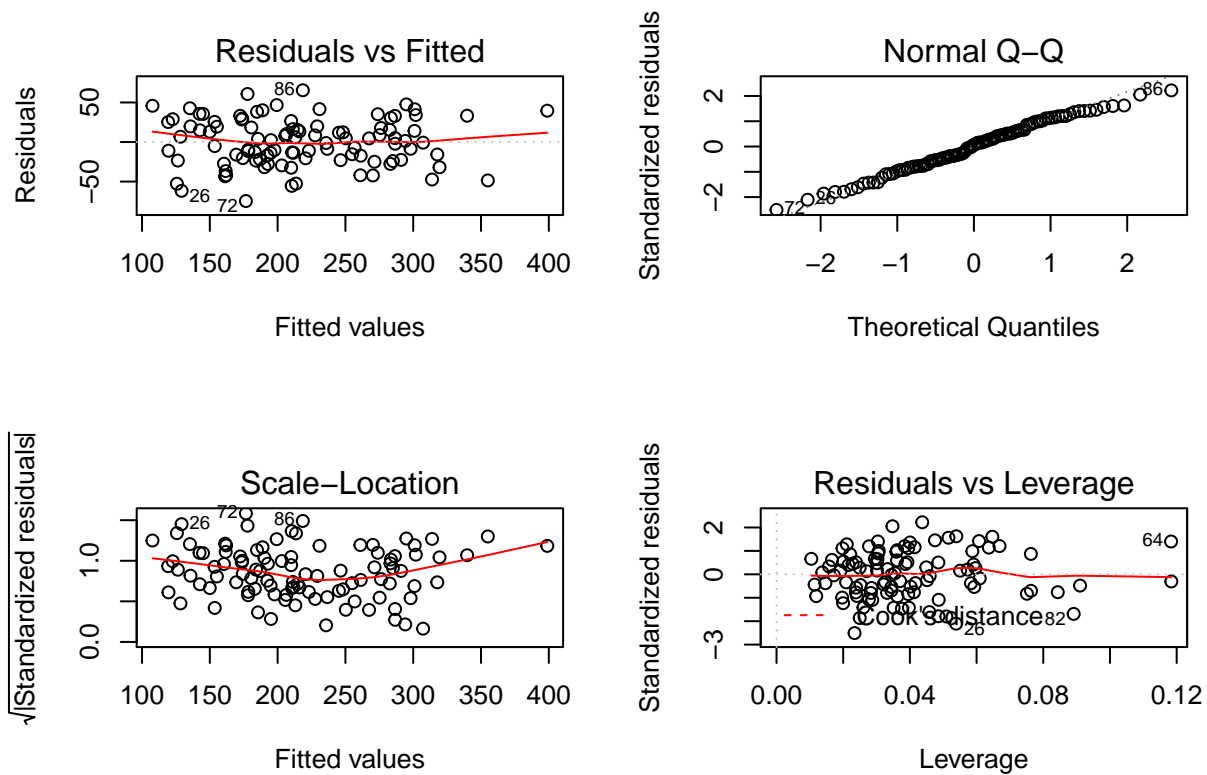 Residuals vs Fitted
Residuals
50
−50
86
26
72
100 150 200 250 300 350 400
Fitted values
Normal Q−Q
Standardized residuals
2
0
−2
86
72
26
−2 −1 0 1 2
Theoretical Quantiles
Scale−Location
√|Standardized residuals|
1.0
0.0
72
26
86
100 150 200 250 300 350 400
Fitted values
Residuals vs Leverage
Standardized residuals
2
0
−3
64
Cook's distance
82
26
0.00 0.04 0.08 0.12
Leverage